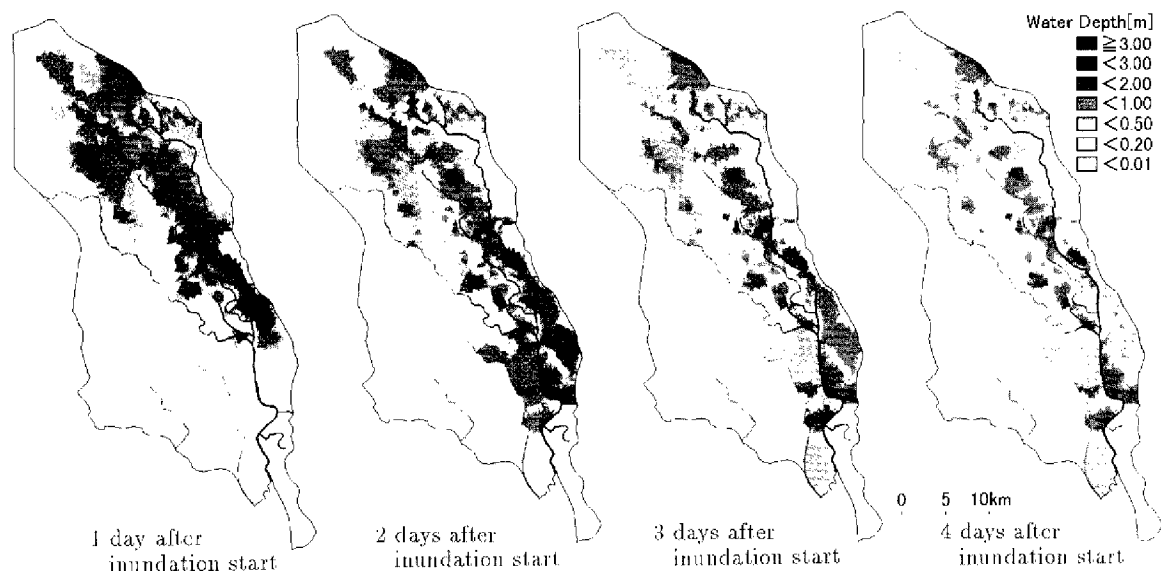 Water Depth[m]
≧3.00
<3.00
<2.00
<1.00
<0.50
<0.20
<0.01
0 5 10km
1 day after
inundation start
2 days after
inundation start
3 days after
inundation start
4 days after
inundation start